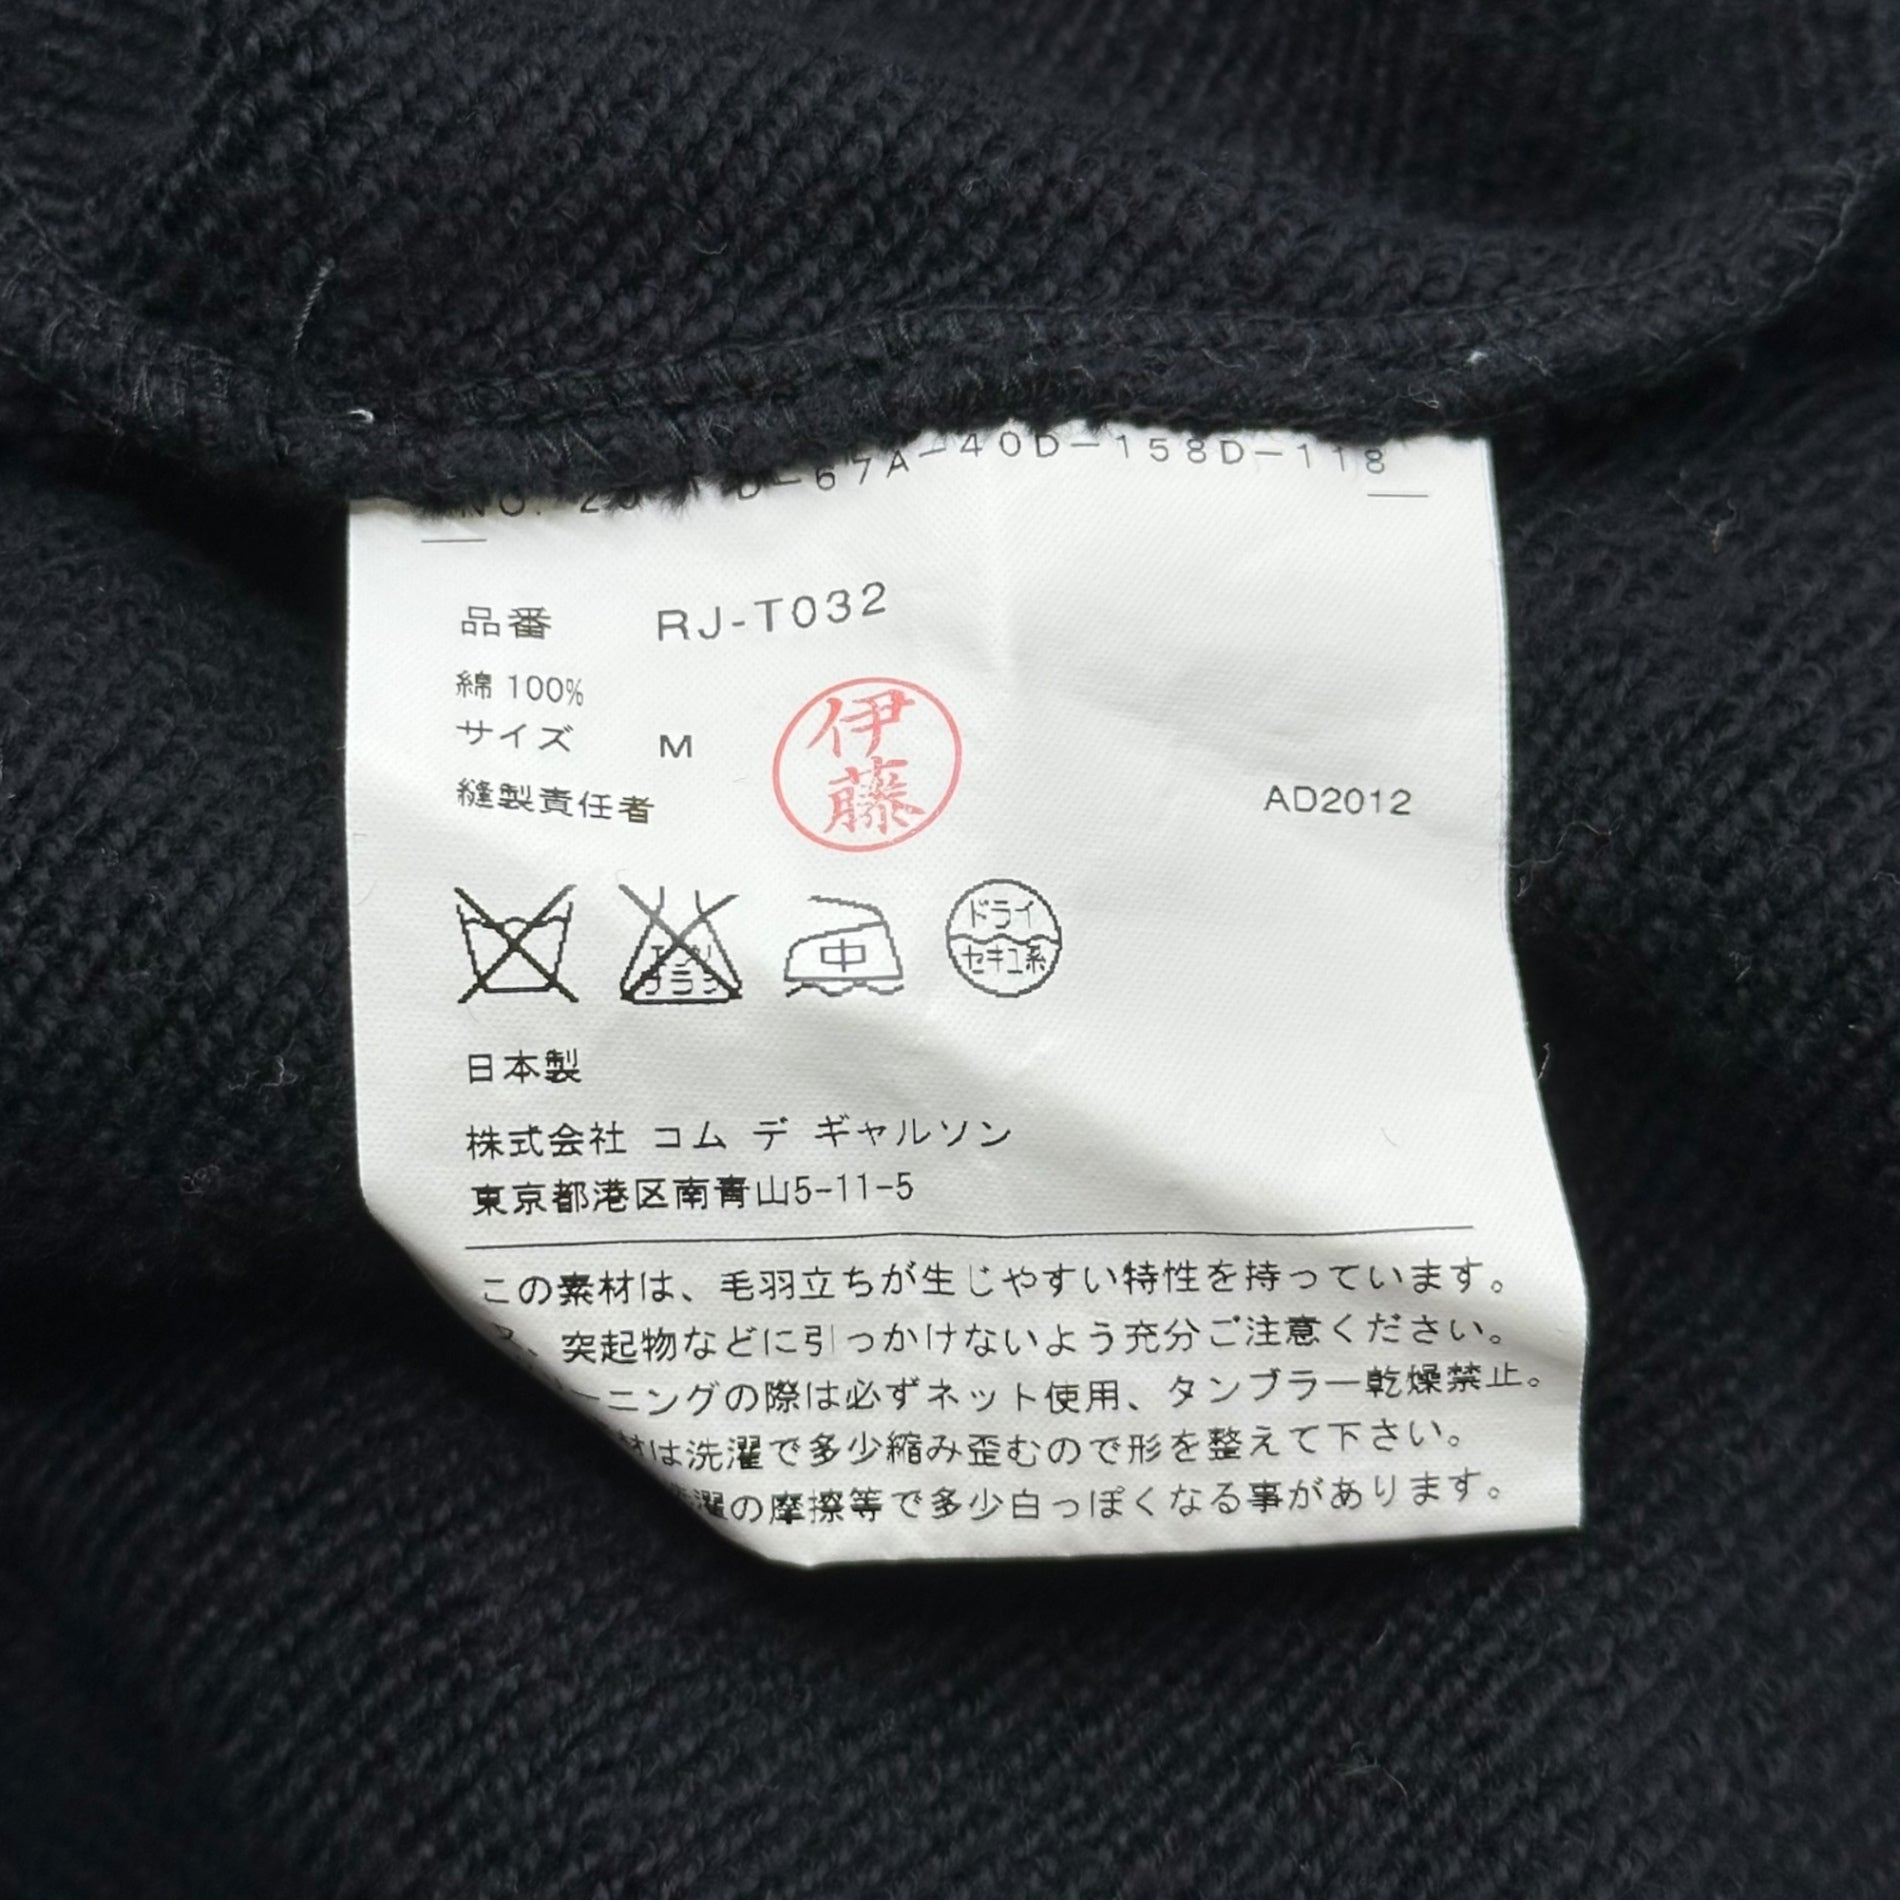 67A-40D-158D-118
品番 RJ-T032
綿100%
サイズ M
縫製責任者
伊藤
AD2012
中
ドライ
セキユ系
日本製
株式会社 コム デ ギャルソン
東京都港区南青山5-11-5
この素材は、毛羽立ちが生じやすい特性を持っています。
、突起物などに引っかけないよう充分ご注意ください。
ーニングの際は必ずネット使用、タンブラー乾燥禁止。
は洗濯で多少縮み歪むので形を整えて下さい。
濯の摩擦等で多少白っぽくなる事があります。